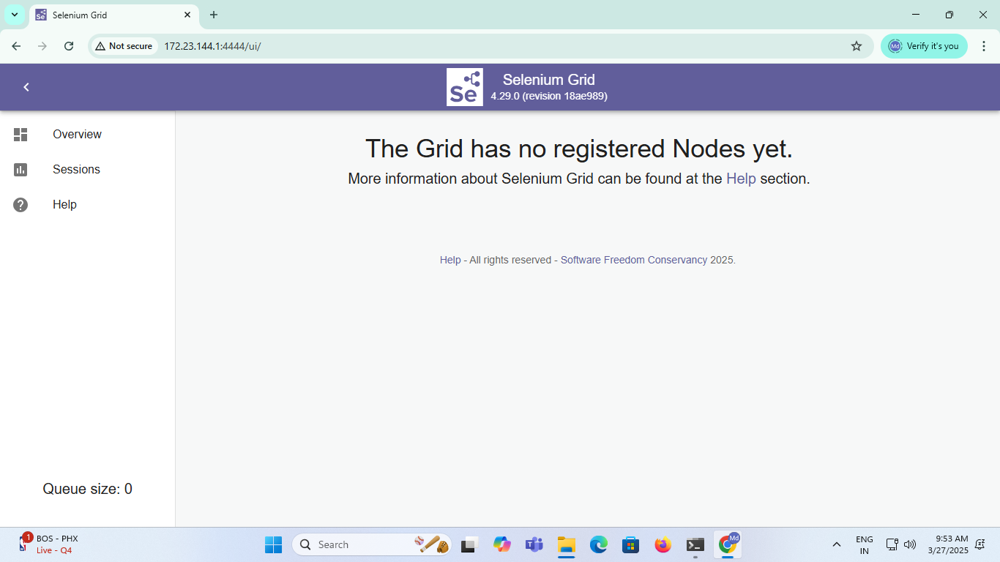 Selenium Grid
Not secure
172.23.144.1:4444/ui/
Md
Verify it's you
Se
Selenium Grid
4.29.0 (revision 18ae989)
Overview
Sessions
Help
The Grid has no registered Nodes yet.
More information about Selenium Grid can be found at the Help section.
Help - All rights reserved - Software Freedom Conservancy 2025.
Queue size: 0
1
BOS - PHX
Live - Q4
Search
Md
ENG
IN
9:53 AM
3/27/2025